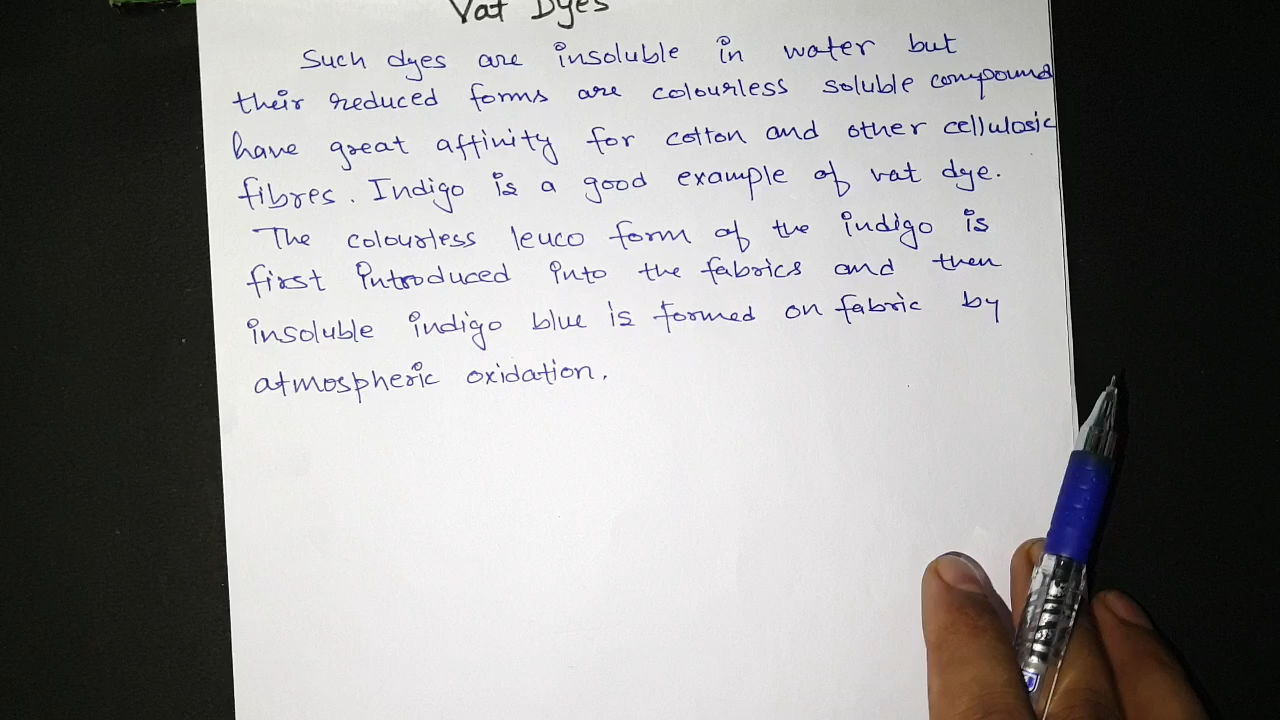 Vat Dyes
Such dyes are insoluble in water but
their reduced forms are colourless soluble compound
have great affinity for cotton and other cellulosic
fibres. Indigo is a good example of vat dye.
The colourless leuco form of the indigo is
first introduced into the fabrics and then
insoluble indigo blue is formed on fabric by
atmospheric oxidation.